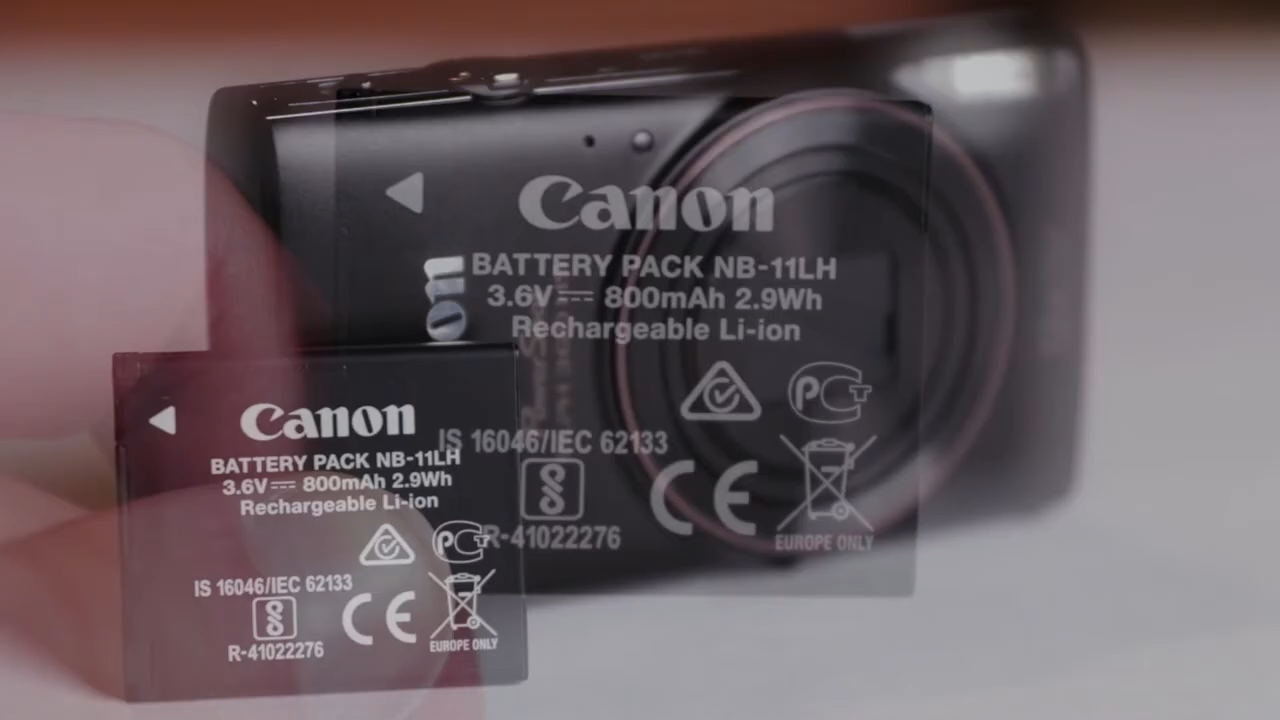 Canon
BATTERY PACK NB-11LH
3.6V 800mAh 2.9Wh
Rechargeable Li-ion
IS 16046/IEC 62133
R-41022276
CE
EUROPE ONLY
Canon
BATTERY PACK NB-11LH
3.6V 800mAh 2.9Wh
Rechargeable Li-ion
IS 16046/IEC 62133
CE
R-41022276
EUROPE ONLY